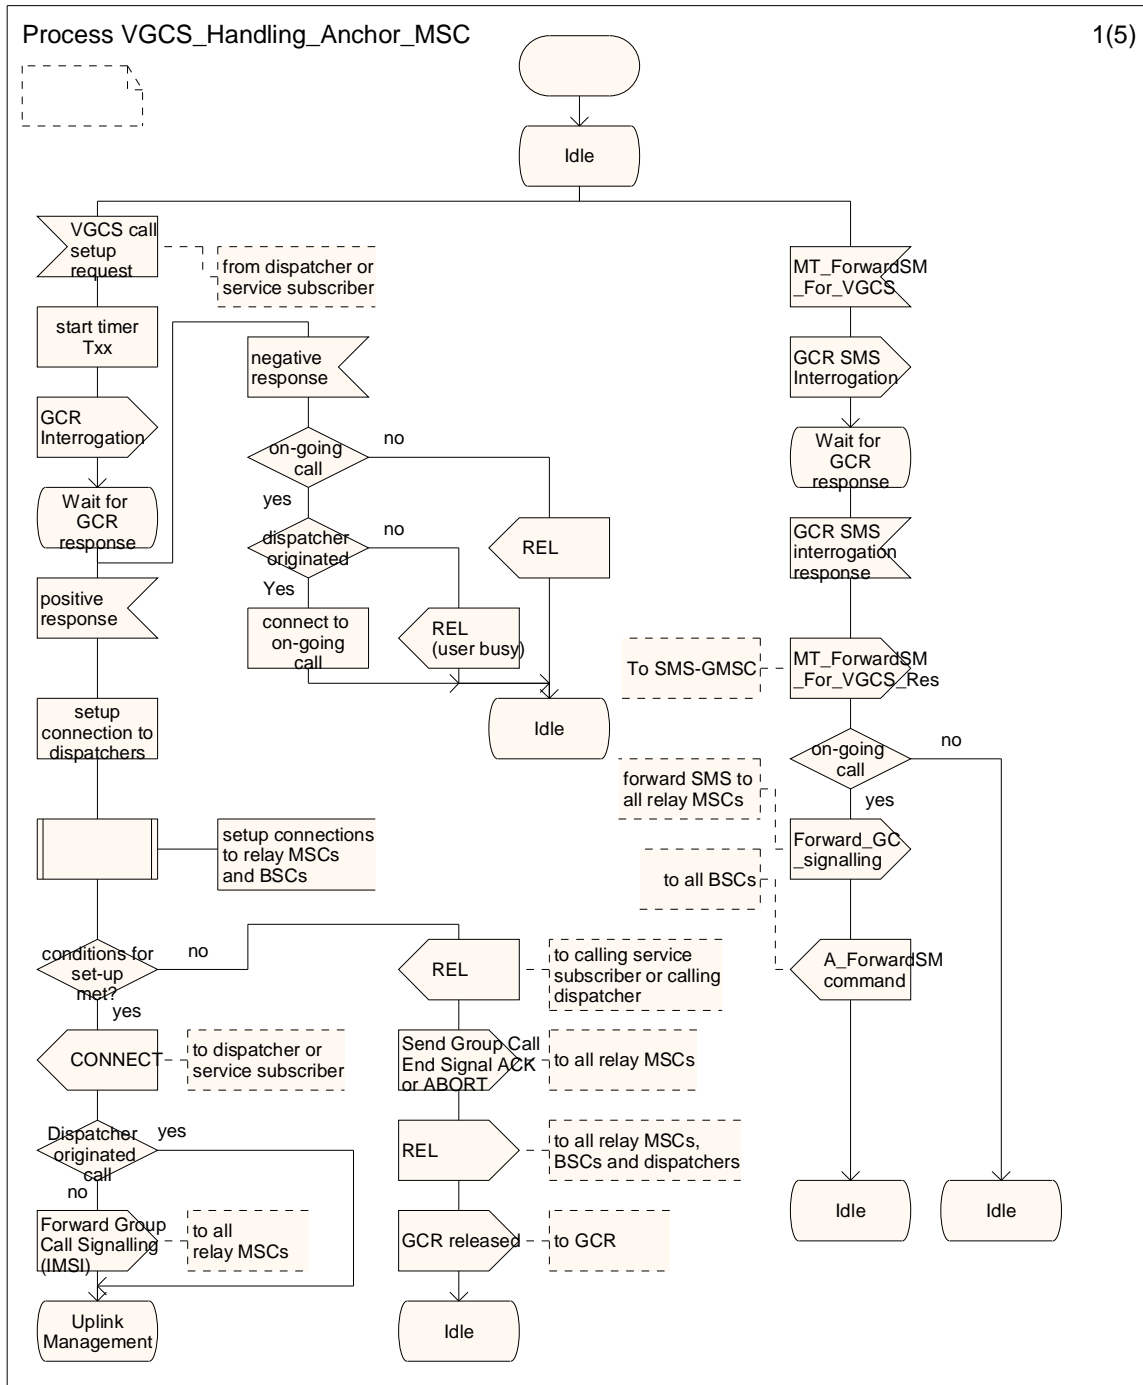 Process VGCS_Handling_Anchor_MSC
1(5)
Idle
VGCS call
setup
request
from dispatcher or
service subscriber
start timer
Txx
GCR
Interrogation
Wait for
GCR
response
positive
response
setup
connection to
dispatchers
setup connections
to relay MSCs
and BSCs
conditions for
set-up
met?
no
yes
CONNECT
to dispatcher or
service subscriber
Dispatcher
originated
call
yes
no
Forward Group
Call Signalling
(IMSI)
to all
relay MSCs
Uplink
Management
negative
response
on-going
call
no
yes
dispatcher
originated
no
Yes
connect to
on-going
call
REL
(user busy)
REL
Idle
REL
to calling service
subscriber or calling
dispatcher
Send Group Call
End Signal ACK
or ABORT
to all relay MSCs
REL
to all relay MSCs,
BSCs and dispatchers
GCR released
to GCR
Idle
MT_ForwardSM
_For_VGCS
GCR SMS
Interrogation
Wait for
GCR
response
GCR SMS
interrogation
response
To SMS-GMSC
MT_ForwardSM
_For_VGCS_Res
on-going
call
no
yes
forward SMS to
all relay MSCs
Forward_GC
_signalling
to all BSCs
A_ForwardSM
command
Idle
Idle